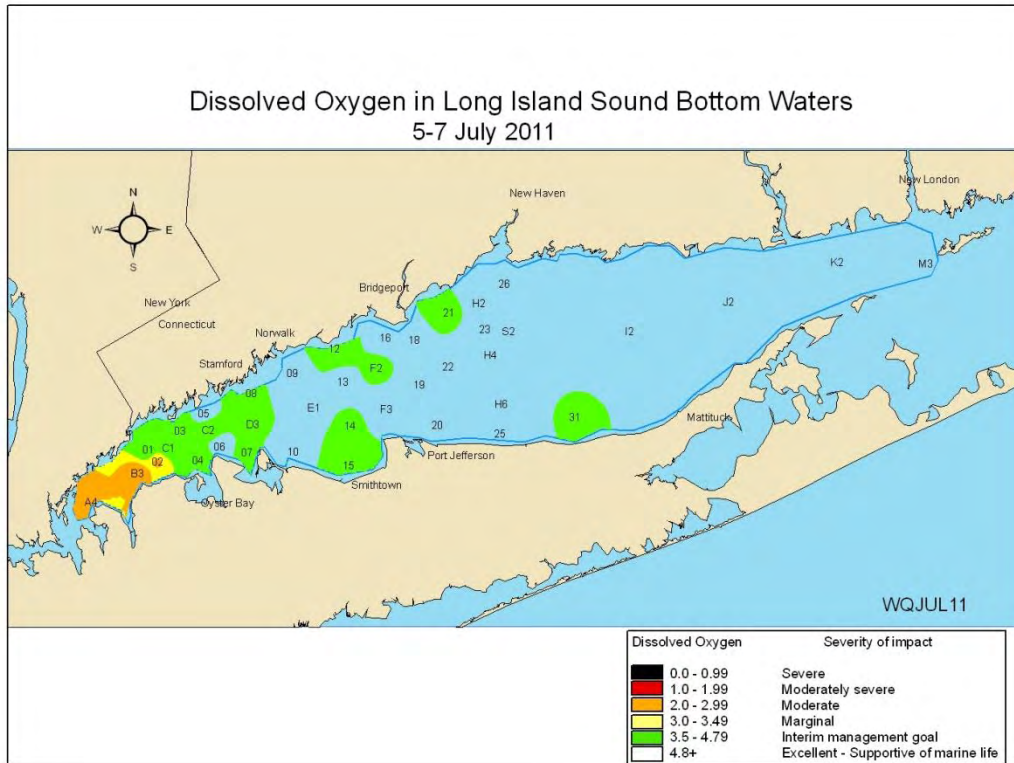 Dissolved Oxygen in Long Island Sound Bottom Waters
5-7 July 2011
N
W E
S
New London
New Haven
K2
M3
26
Bridgeport
H2
J2
New York
21
Connecticut
23 S2
I2
Norwalk
16 18
12
H4
Stamford
F2
22
09
13
19
08
05
E1
F3
H6
31
Mattituck
03 C2
D3
14
20
25
01 C1
06
07
10
Port Jefferson
02
04
15
B3
Smithtown
A4
Oyster Bay
WQJUL11
Dissolved Oxygen Severity of impact
0.0 - 0.99 Severe
1.0 - 1.99 Moderately severe
2.0 - 2.99 Moderate
3.0 - 3.49 Marginal
3.5 - 4.79 Interim management goal
4.8+ Excellent - Supportive of marine life